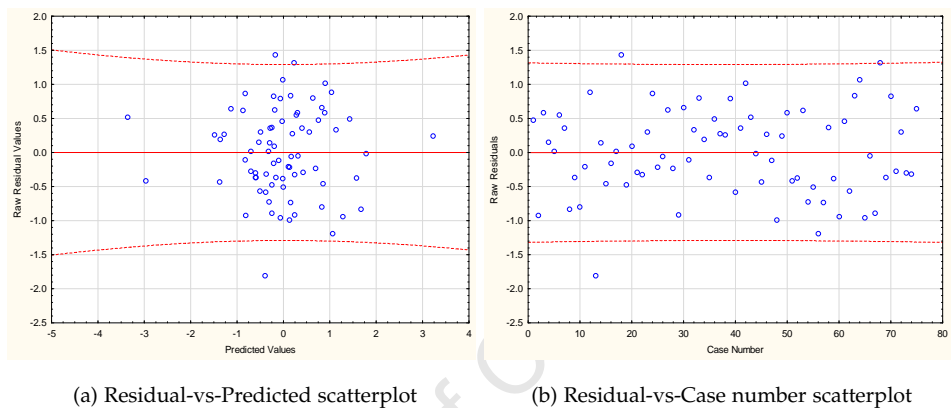 2.0
1.5
1.0
0.5
0.0
-0.5
-1.0
-1.5
-2.0
-2.5
Raw Residual Values
-5 -4 -3 -2 -1 0 1 2 3 4
Predicted Values
2.0
1.5
1.0
0.5
0.0
-0.5
-1.0
-1.5
-2.0
-2.5
Raw Residuals
0 10 20 30 40 50 60 70 80
Case Number
(a) Residual-vs-Predicted scatterplot
(b) Residual-vs-Case number scatterplot